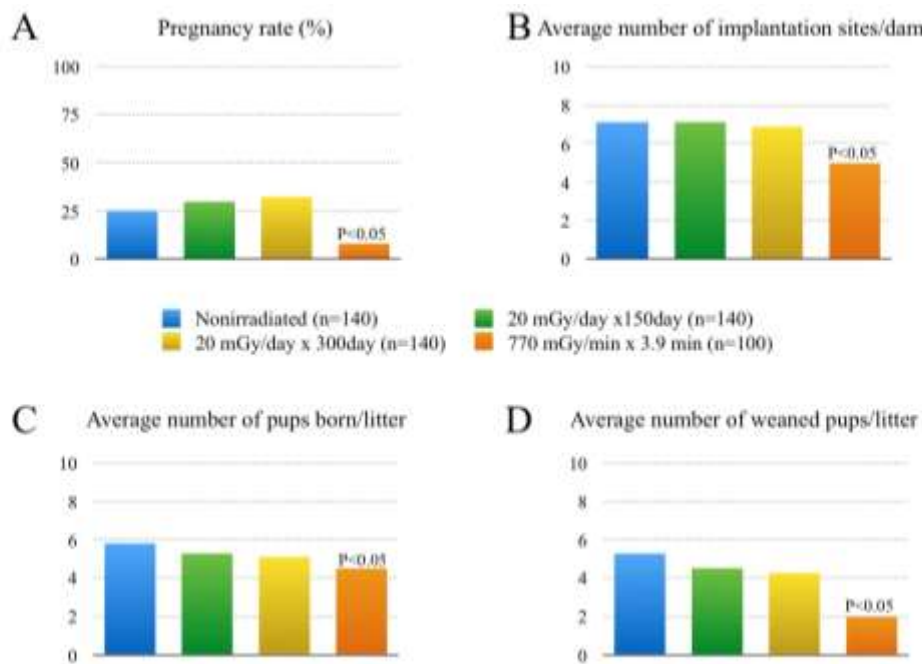 A Pregnancy rate (%)
100
75
50
25
0
P<0.05
B Average number of implantation sites/dam
10
8
6
4
2
0
P<0.05
Nonirradiated (n=140)
20 mGy/day x150day (n=140)
20 mGy/day x 300day (n=140)
770 mGy/min x 3.9 min (n=100)
C Average number of pups born/litter
10
8
6
4
2
0
P<0.05
D Average number of weaned pups/litter
10
8
6
4
2
0
P<0.05